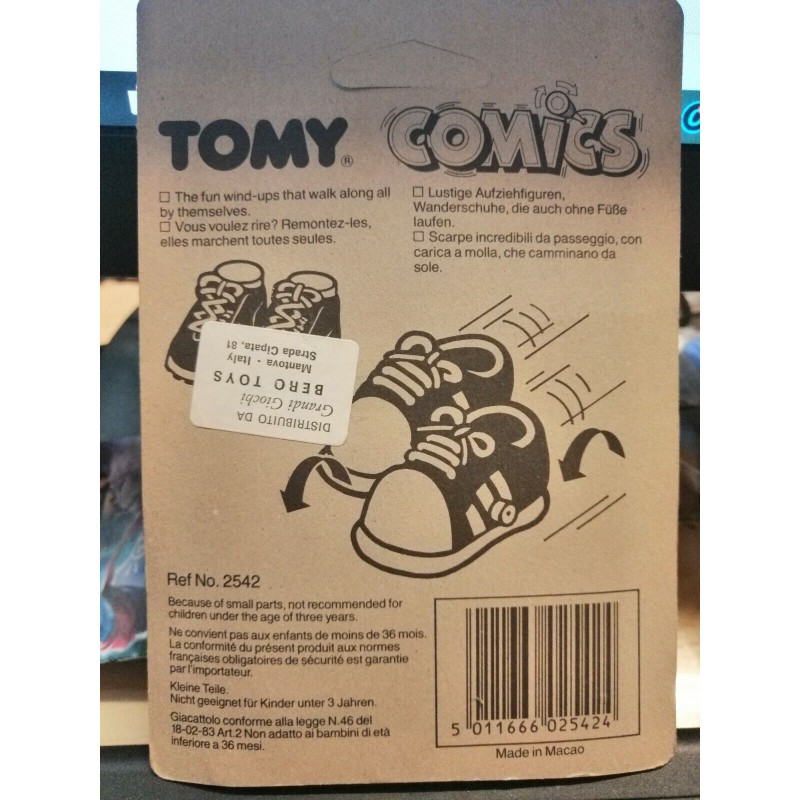 TOMY®
COMICS
☐ The fun wind-ups that walk along all
by themselves.
☐ Vous voulez rire? Remontez-les,
elles marchent toutes seules.
☐ Lustige Aufziehfiguren,
Wanderschuhe, die auch ohne Füße
laufen.
☐ Scarpe incredibili da passeggio, con
carica a molla, che camminano da
sole.
DISTRIBUITO DA
Grandi Giochi
BERO TOYS
Mantova - Italy
Strada Cipata, 81
Ref No. 2542
Because of small parts, not recommended for
children under the age of three years.
Ne convient pas aux enfants de moins de 36 mois.
La conformité du présent produit aux normes
françaises obligatoires de sécurité est garantie
par l'importateur.
Kleine Teile.
Nicht geeignet für Kinder unter 3 Jahren.
Giacattolo conforme alla legge N.46 del
18-02-83 Art.2 Non adatto ai bambini di età
inferiore a 36 mesi.
5 011666 025424
Made in Macao